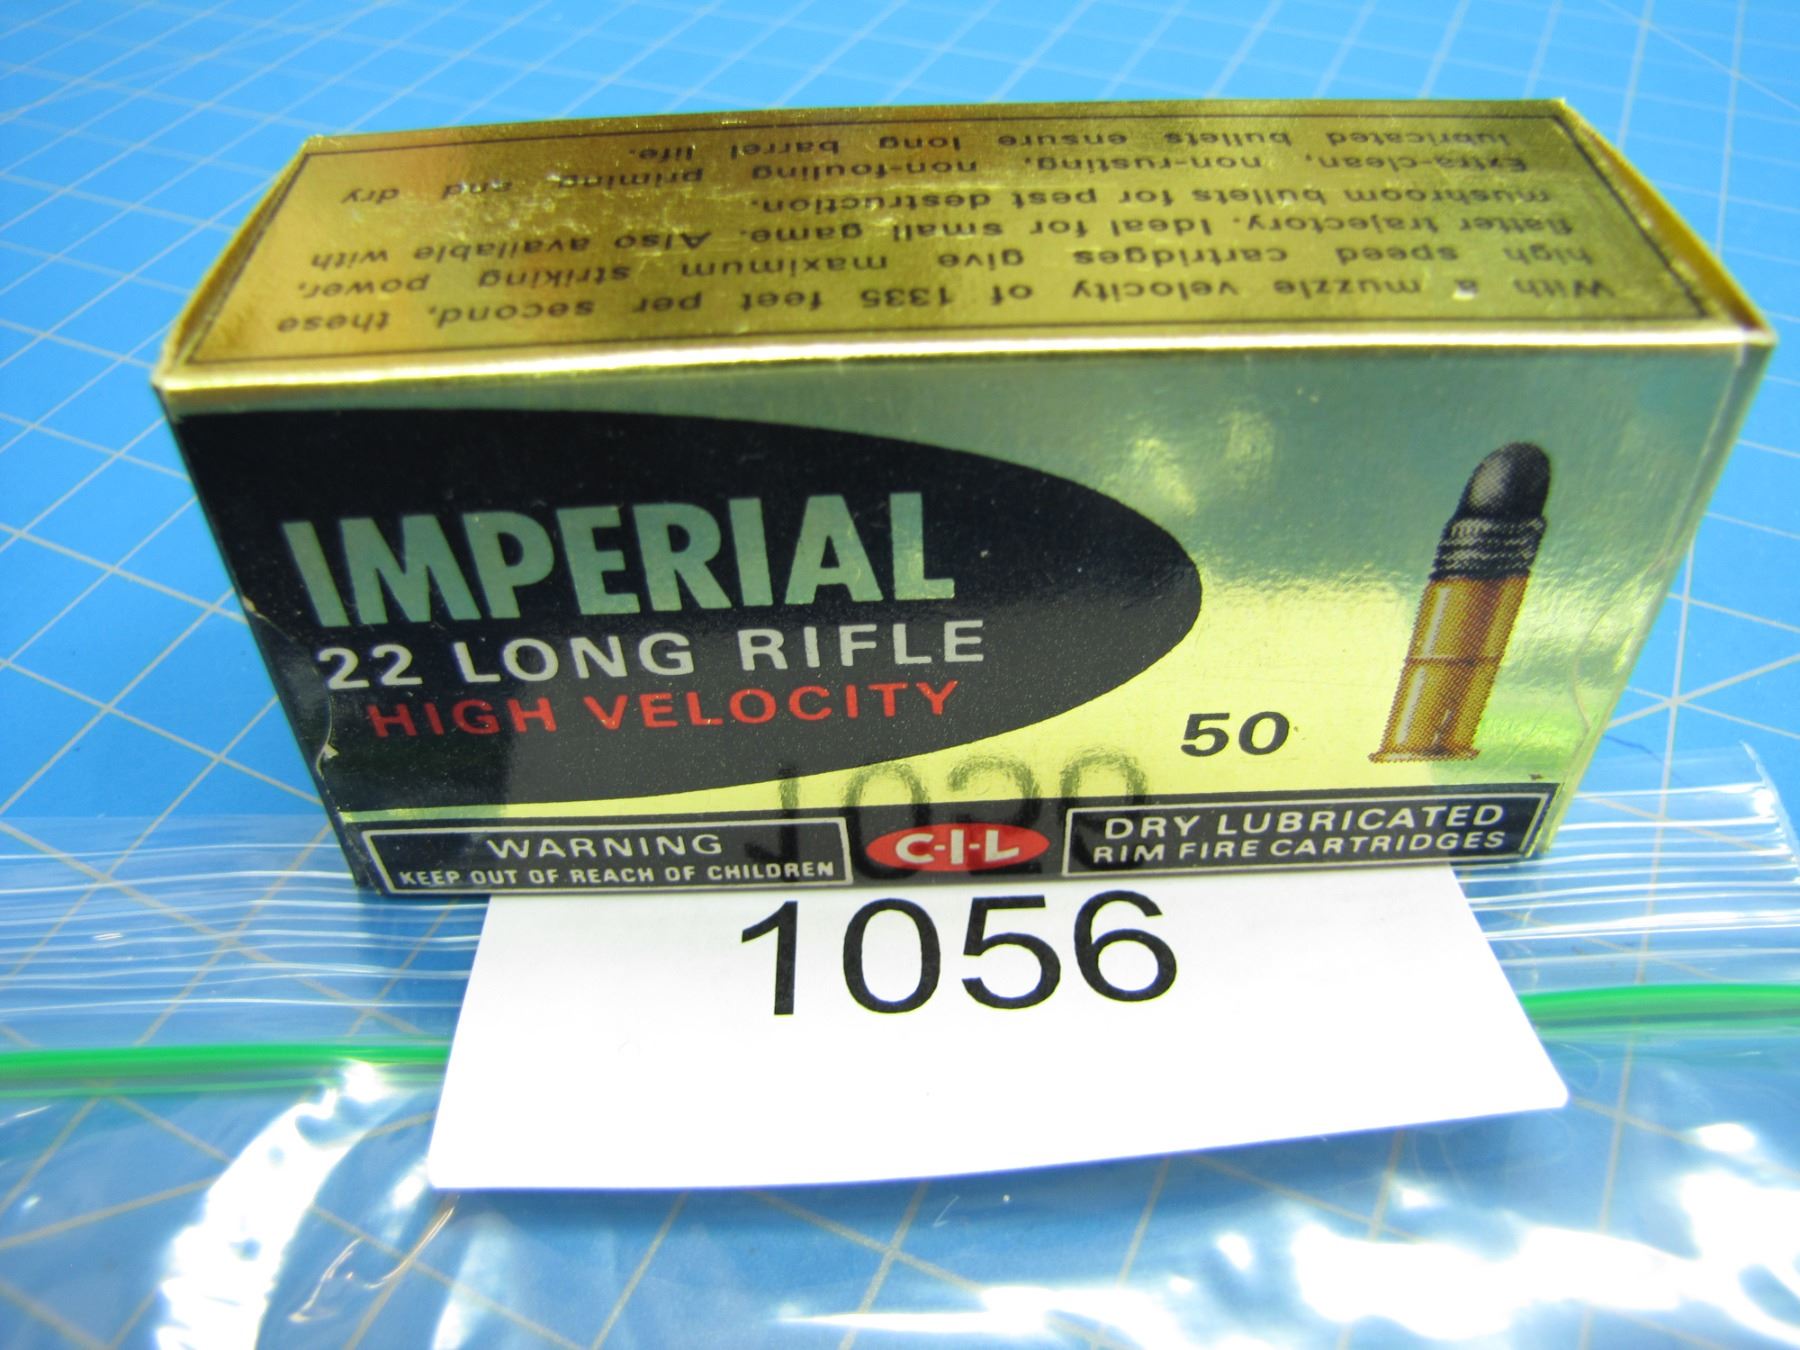 With a muzzle velocity of 1335 feet per second, these
high speed cartridges give maximum striking power,
flatter trajectory. Ideal for small game. Also available with
mushroom bullets for pest destruction.
Extra-clean, non-rusting, non-fouling priming, and dry
lubricated bullets ensure long barrel life.
IMPERIAL
22 LONG RIFLE
HIGH VELOCITY
50
WARNING
KEEP OUT OF REACH OF CHILDREN
C-I-L
DRY LUBRICATED
RIM FIRE CARTRIDGES
1056